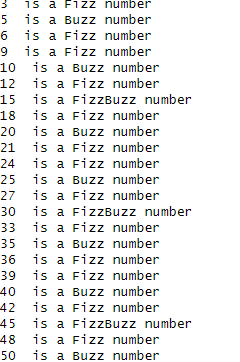 3  is a Fizz number
5  is a Buzz number
6  is a Fizz number
9  is a Fizz number
10  is a Buzz number
12  is a Fizz number
15  is a FizzBuzz number
18  is a Fizz number
20  is a Buzz number
21  is a Fizz number
24  is a Fizz number
25  is a Buzz number
27  is a Fizz number
30  is a FizzBuzz number
33  is a Fizz number
35  is a Buzz number
36  is a Fizz number
39  is a Fizz number
40  is a Buzz number
42  is a Fizz number
45  is a FizzBuzz number
48  is a Fizz number
50  is a Buzz number